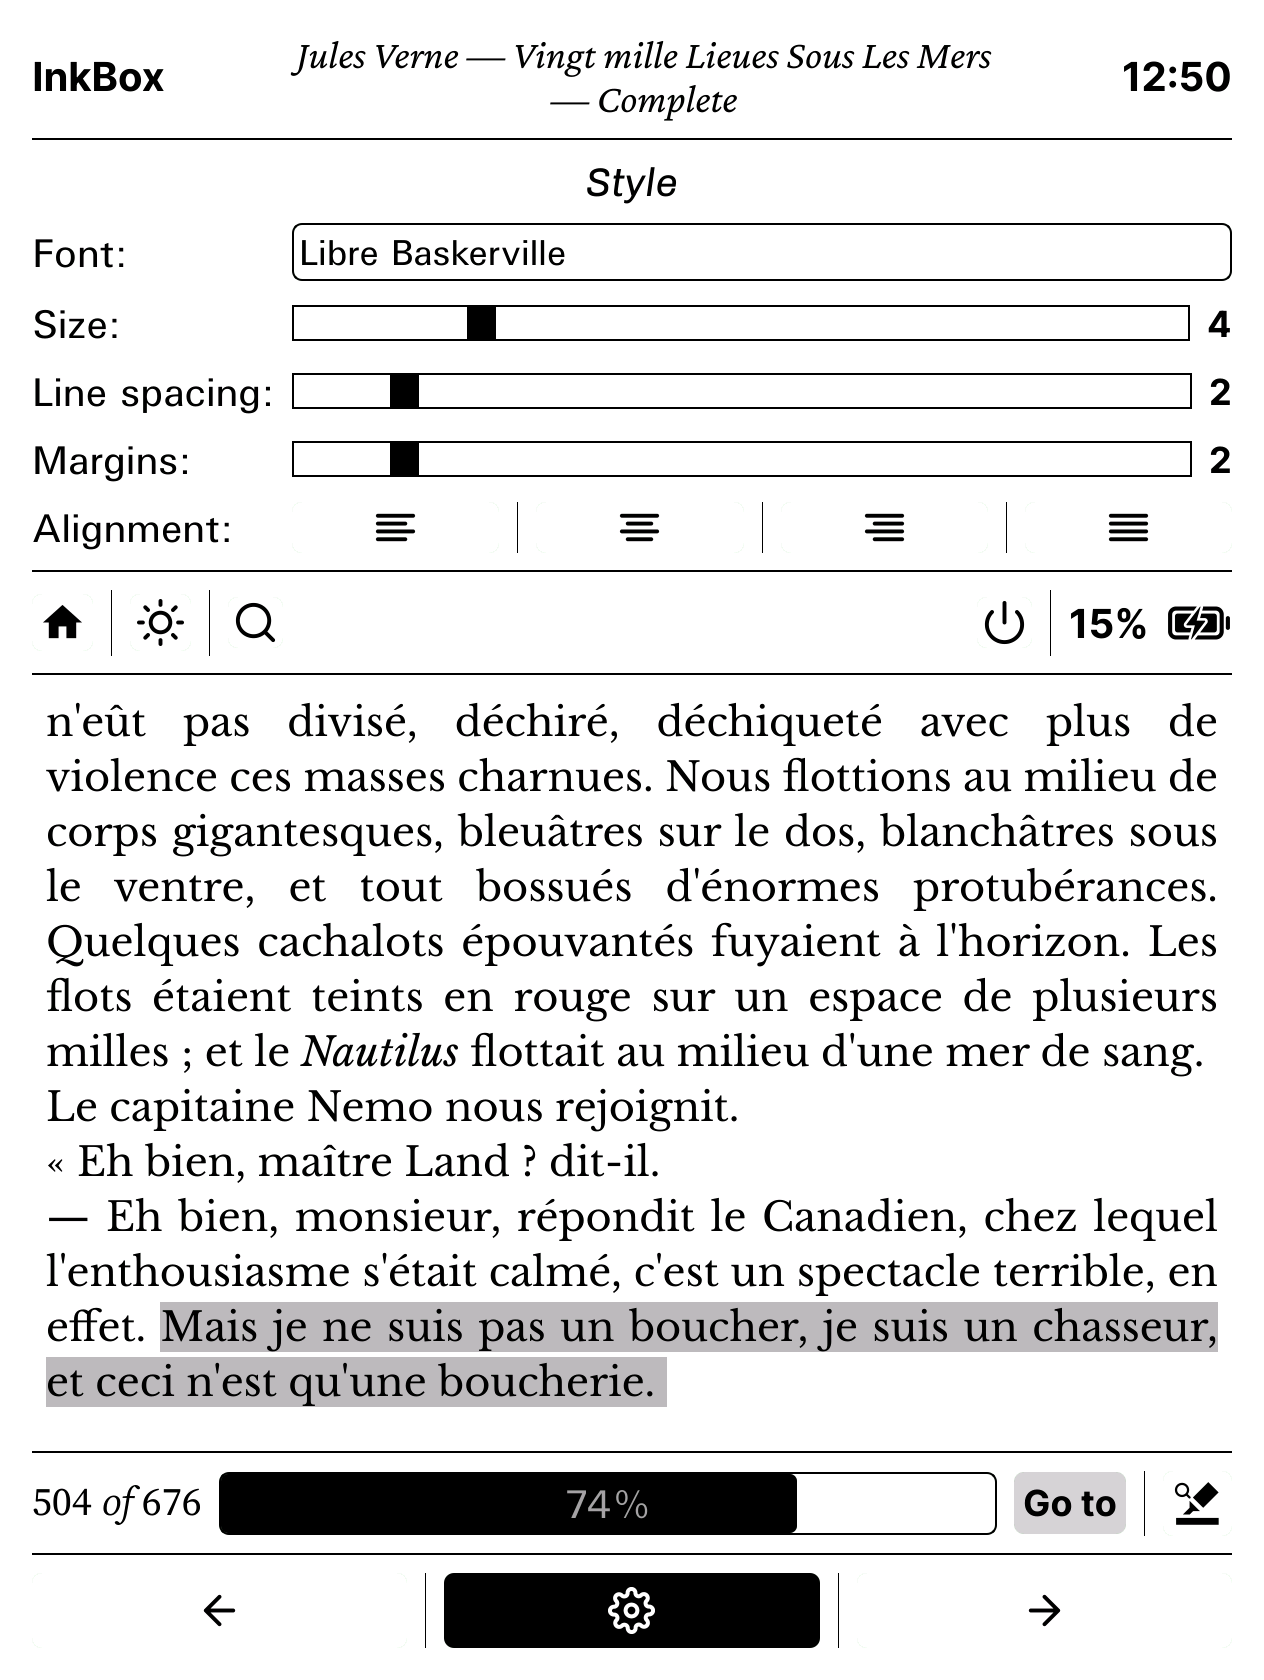 InkBox
Jules Verne — Vingt mille Lieues Sous Les Mers
— Complete
12:50
Style
Font:
Libre Baskerville
Size:
4
Line spacing:
2
Margins:
2
Alignment:
15%
n'eût pas divisé, déchiré, déchiqueté avec plus de
violence ces masses charnues. Nous flottions au milieu de
corps gigantesques, bleuâtres sur le dos, blanchâtres sous
le ventre, et tout bossués d'énormes protubérances.
Quelques cachalots épouvantés fuyaient à l'horizon. Les
flots étaient teints en rouge sur un espace de plusieurs
milles ; et le Nautilus flottait au milieu d'une mer de sang.
Le capitaine Nemo nous rejoignit.
« Eh bien, maître Land ? dit-il.
— Eh bien, monsieur, répondit le Canadien, chez lequel
l'enthousiasme s'était calmé, c'est un spectacle terrible, en
effet. Mais je ne suis pas un boucher, je suis un chasseur,
et ceci n'est qu'une boucherie.
504 of 676
74%
Go to